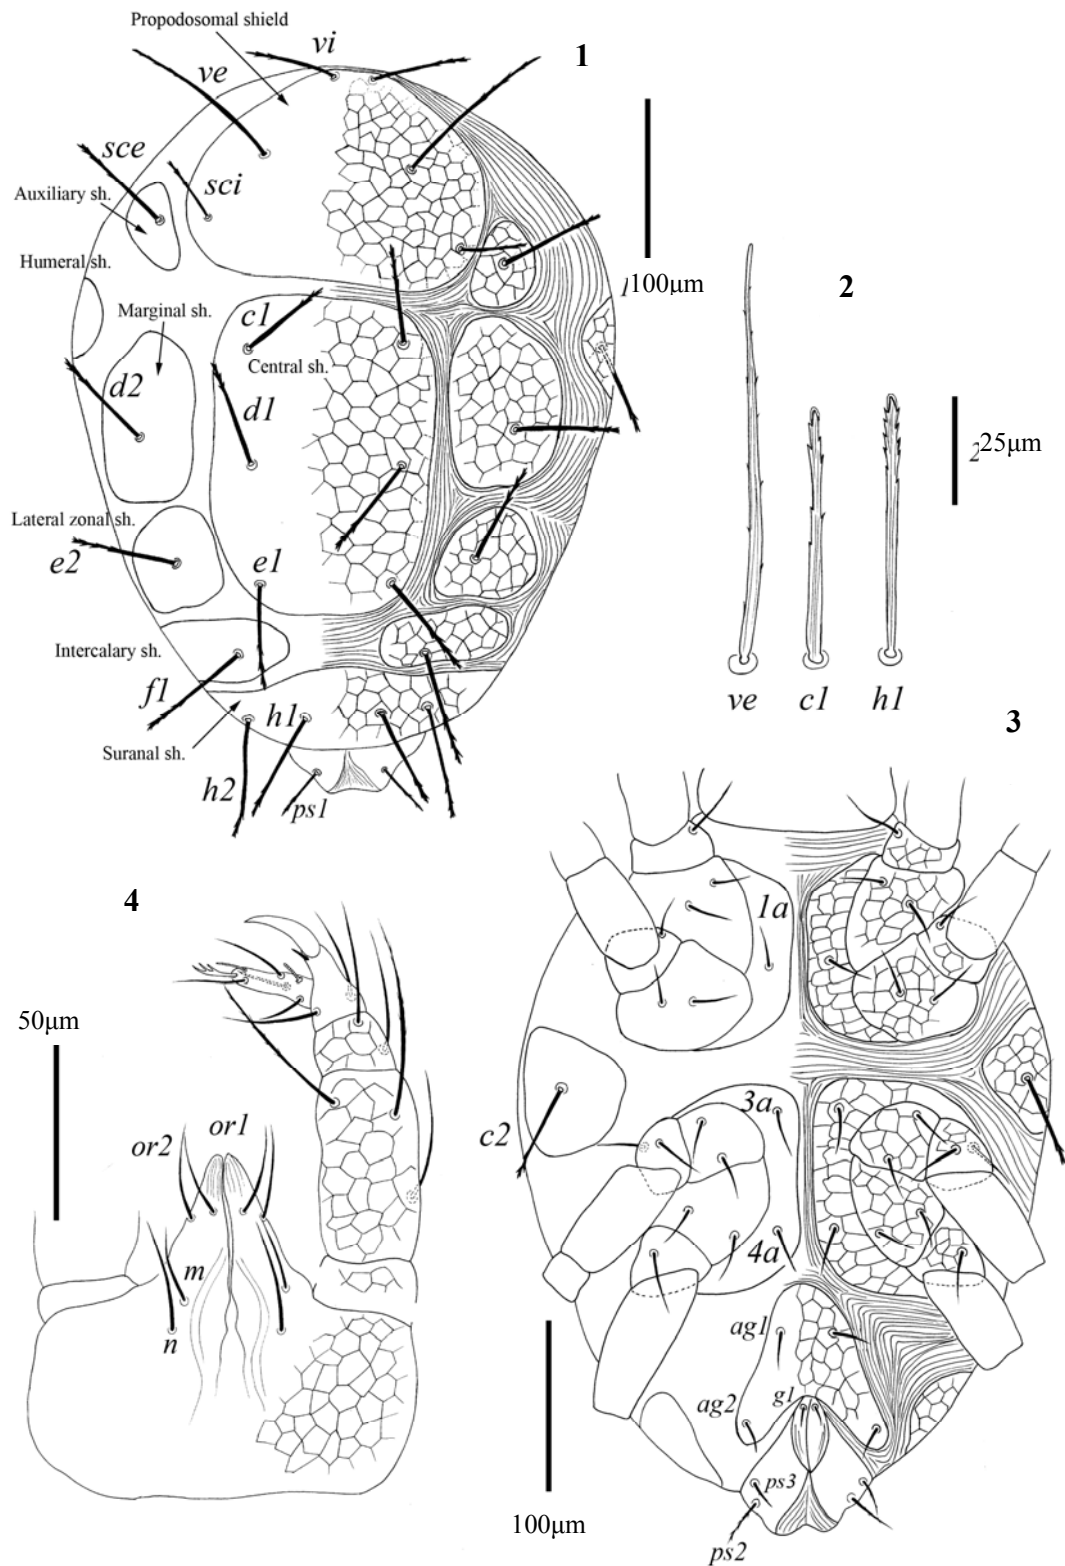 Propodosomal shield
vi
1
ve
sce
sci
Auxiliary sh.
Humeral sh.
100μm
Marginal sh.
c1
Central sh.
d2
d1
2
25μm
Lateral zonal sh.
e2
e1
Intercalary sh.
f1
h1
Suranal sh.
h2
ps1
ve
c1
h1
3
4
1a
50μm
or1
or2
3a
c2
m
4a
n
ag1
g1
ag2
ps3
100μm
ps2